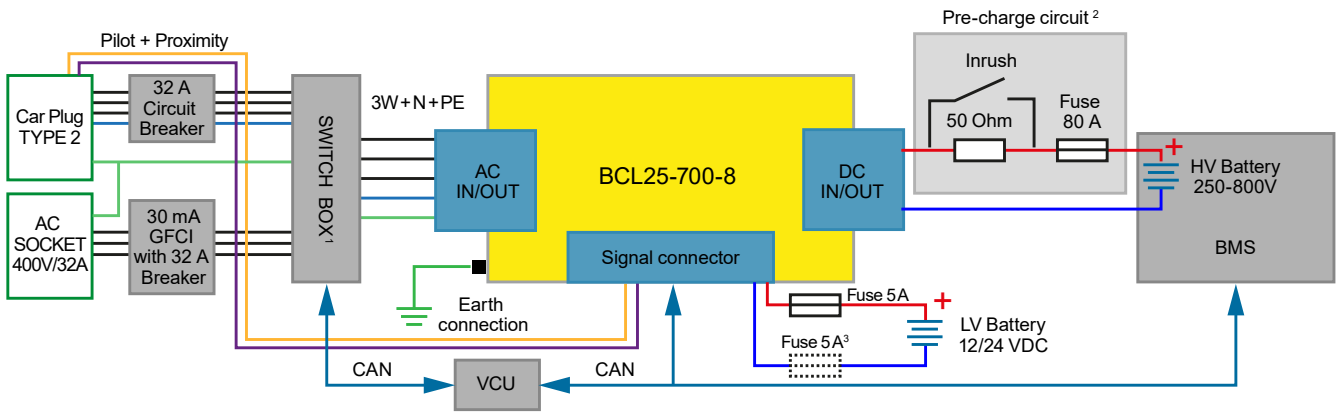 Pre-charge circuit ²
Pilot + Proximity
Inrush
50 Ohm
Fuse
80 A
Car Plug
TYPE 2
32 A
Circuit
Breaker
SWITCH BOX¹
3W + N + PE
AC
IN/OUT
BCL25-700-8
DC
IN/OUT
+
HV Battery
250-800V
BMS
AC
SOCKET
400V/32A
30 mA
GFCI
with 32 A
Breaker
Signal connector
Earth
connection
Fuse 5A
+
LV Battery
12/24 VDC
Fuse 5A³
CAN
VCU
CAN